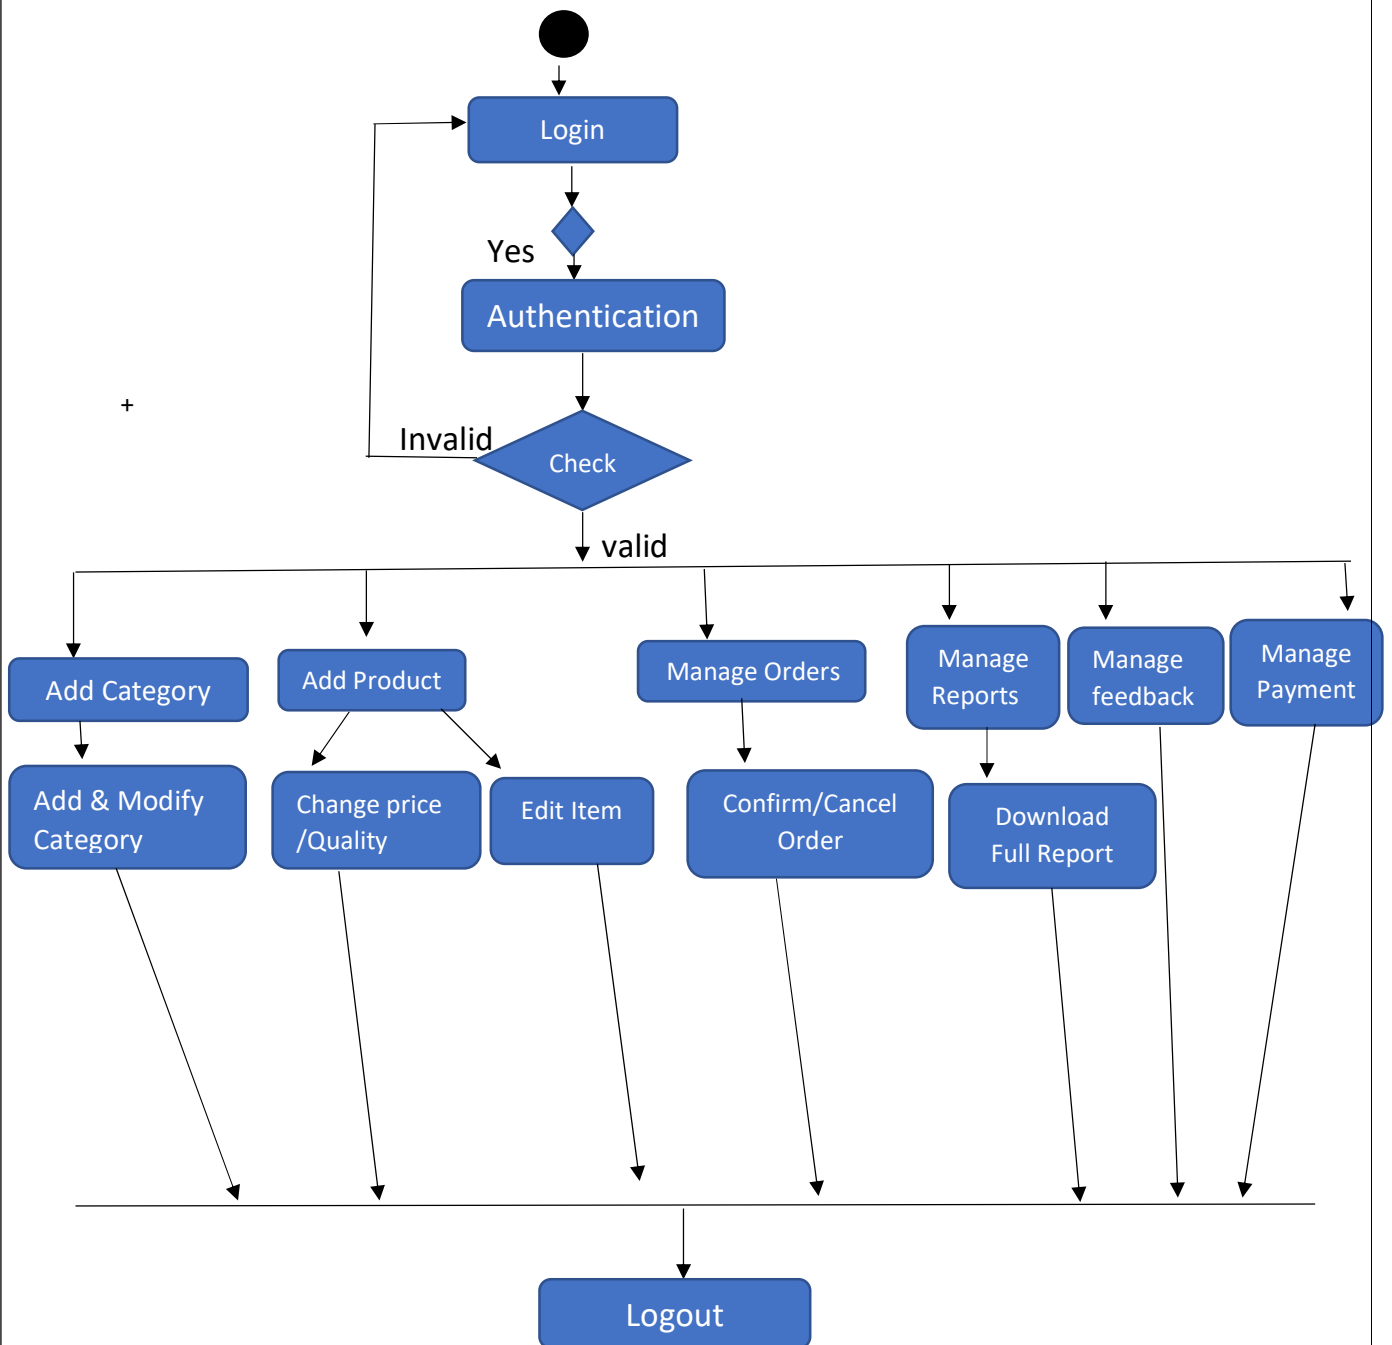 Login
Yes
Authentication
+
Invalid
Check
valid
Add Category
Add Product
Manage Orders
Manage
Reports
Manage
feedback
Manage
Payment
Add & Modify
Category
Change price
/Quality
Edit Item
Confirm/Cancel
Order
Download
Full Report
Logout